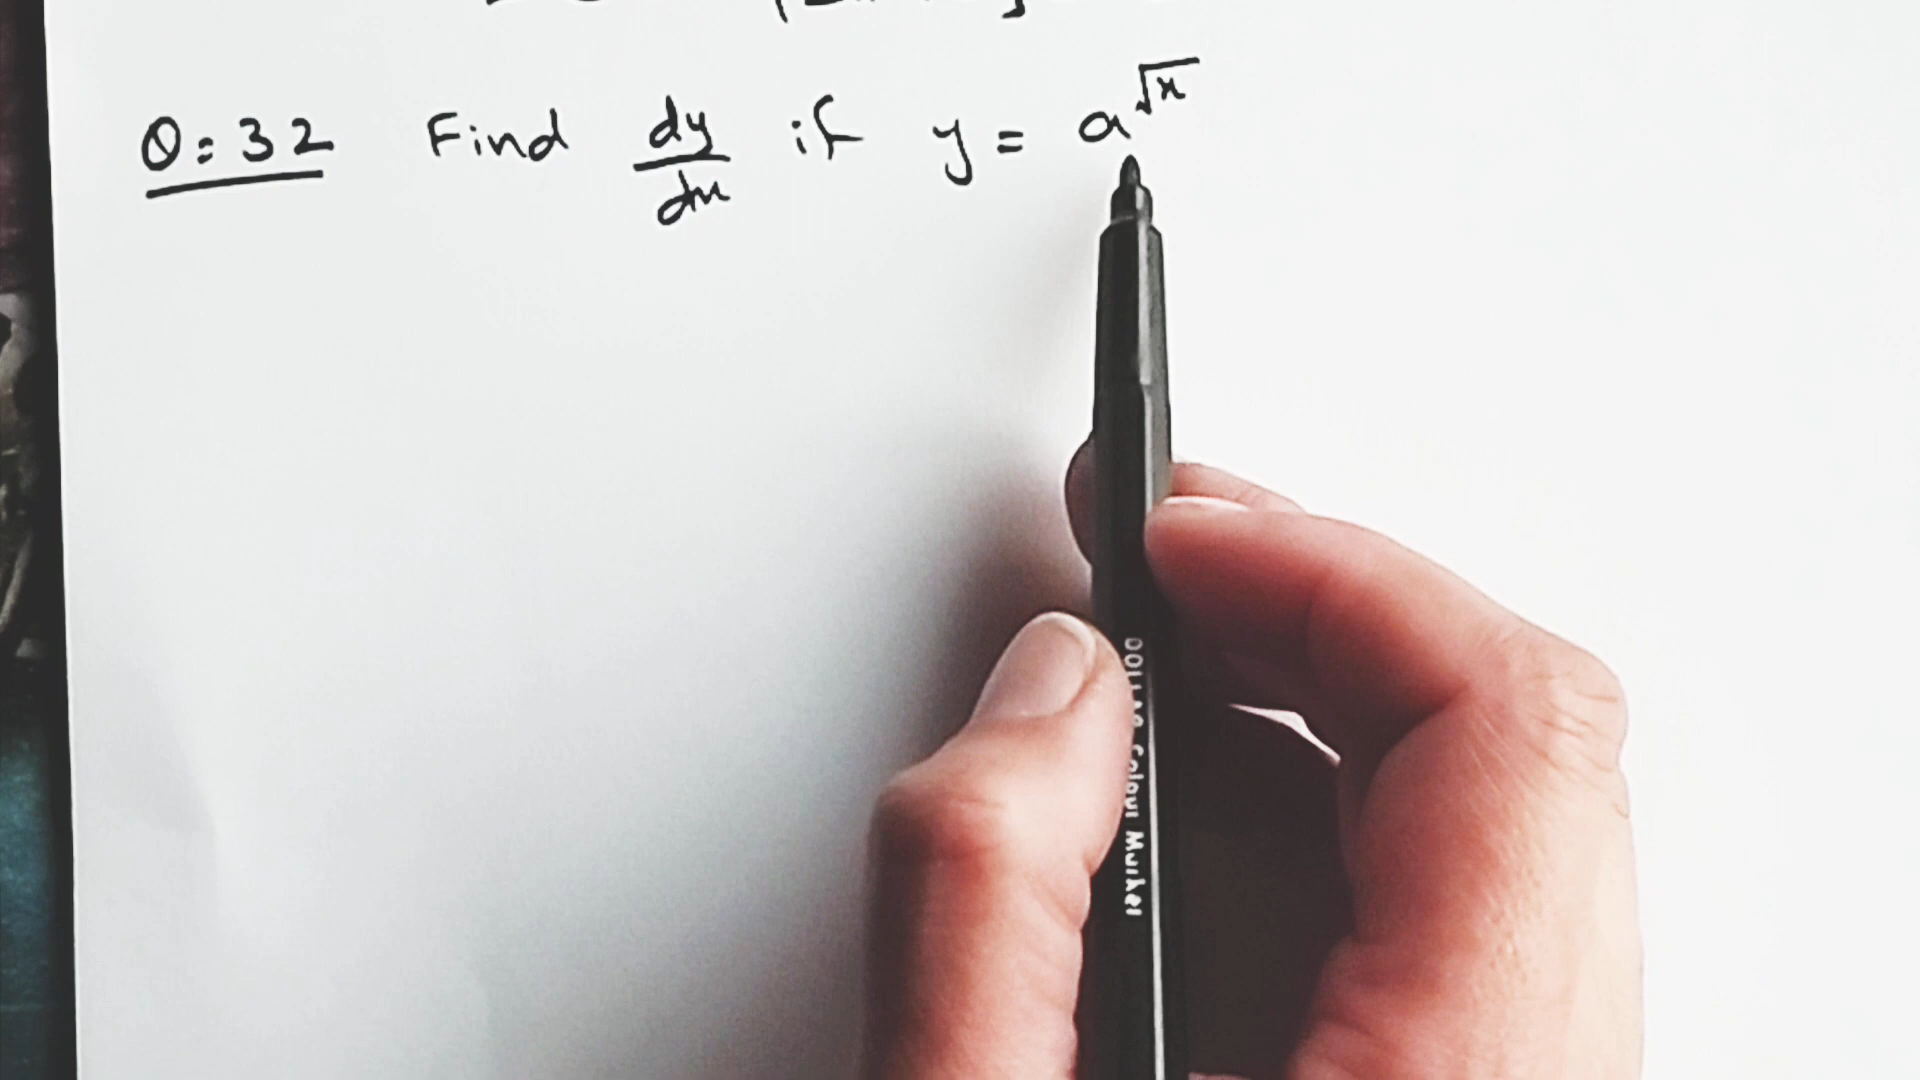 Q:32 Find dy/dx if y = a^√x
DOLLAR Colour Marker